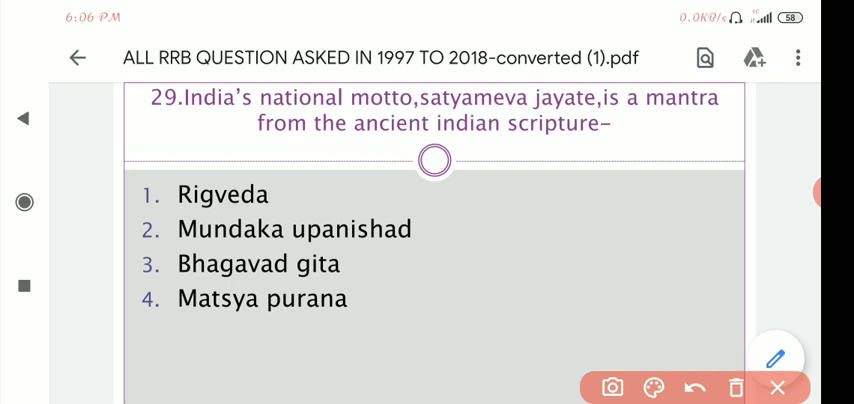 6:06 PM
0.0KB/s
58
ALL RRB QUESTION ASKED IN 1997 TO 2018-converted (1).pdf
29.India's national motto,satyameva jayate,is a mantra
from the ancient indian scripture-
1. Rigveda
2. Mundaka upanishad
3. Bhagavad gita
4. Matsya purana